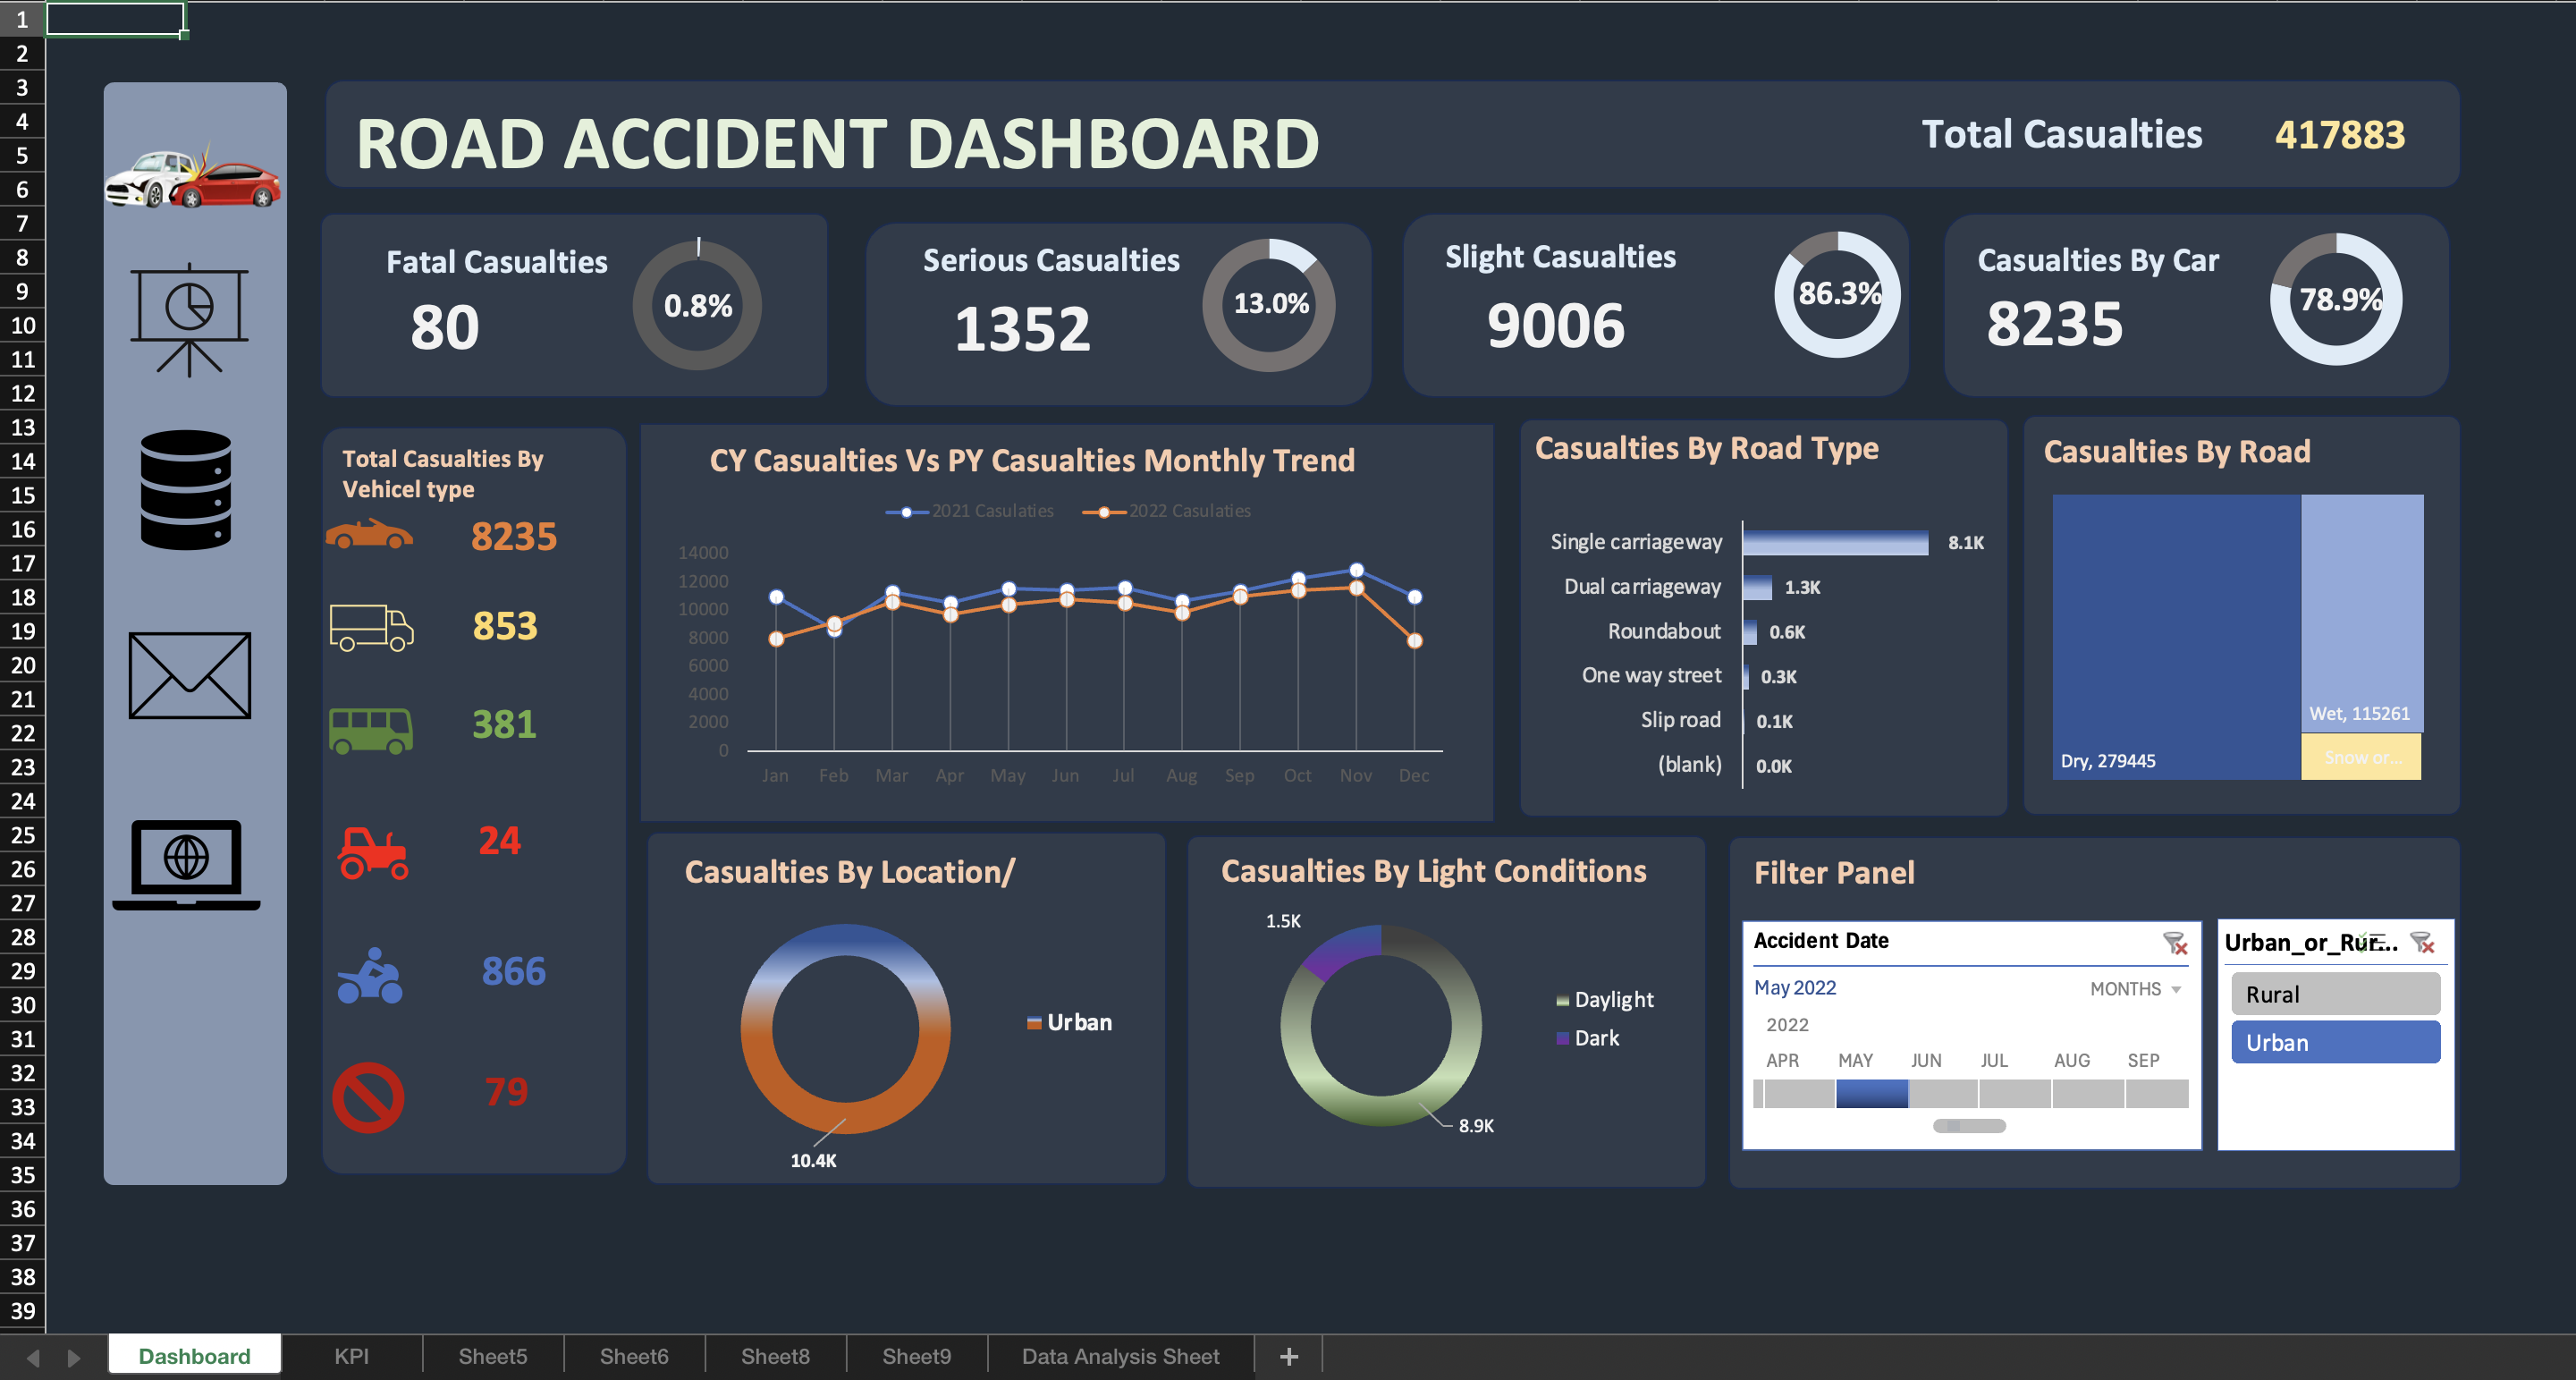 ROAD ACCIDENT DASHBOARD
Total Casualties
417883
Fatal Casualties
80
0.8%
Serious Casualties
1352
13.0%
Slight Casualties
9006
86.3%
Casualties By Car
8235
78.9%
Total Casualties By
Vehicel type
8235
853
381
24
866
79
CY Casualties Vs PY Casualties Monthly Trend
2021 Casulaties
2022 Casulaties
14000
12000
10000
8000
6000
4000
2000
0
Jan Feb Mar Apr May Jun Jul Aug Sep Oct Nov Dec
Casualties By Road Type
Single carriageway 8.1K
Dual carriageway 1.3K
Roundabout 0.6K
One way street 0.3K
Slip road 0.1K
(blank) 0.0K
Casualties By Road
Dry, 279445
Wet, 115261
Snow or...
Casualties By Location/
Urban
10.4K
Casualties By Light Conditions
1.5K
Daylight
Dark
8.9K
Filter Panel
Accident Date
May 2022
MONTHS
2022
APR MAY JUN JUL AUG SEP
Urban_or_Rur...
Rural
Urban
1
2
3
4
5
6
7
8
9
10
11
12
13
14
15
16
17
18
19
20
21
22
23
24
25
26
27
28
29
30
31
32
33
34
35
36
37
38
39
Dashboard KPI Sheet5 Sheet6 Sheet8 Sheet9 Data Analysis Sheet +